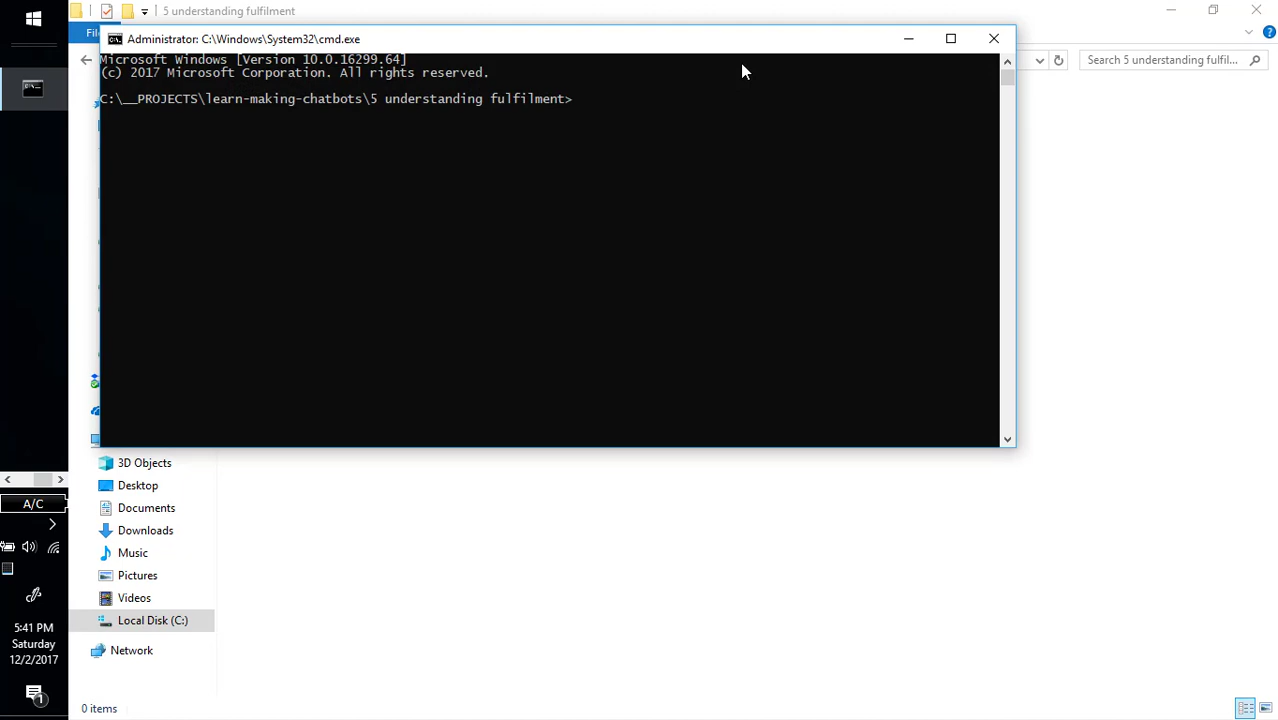 5 understanding fulfilment
Fil
Search 5 understanding fulfil...
Administrator: C:\Windows\System32\cmd.exe
Microsoft Windows [Version 10.0.16299.64]
(c) 2017 Microsoft Corporation. All rights reserved.
C:\__PROJECTS\learn-making-chatbots\5 understanding fulfilment>
3D Objects
Desktop
Documents
Downloads
Music
Pictures
Videos
Local Disk (C:)
Network
0 items
A/C
5:41 PM
Saturday
12/2/2017
1